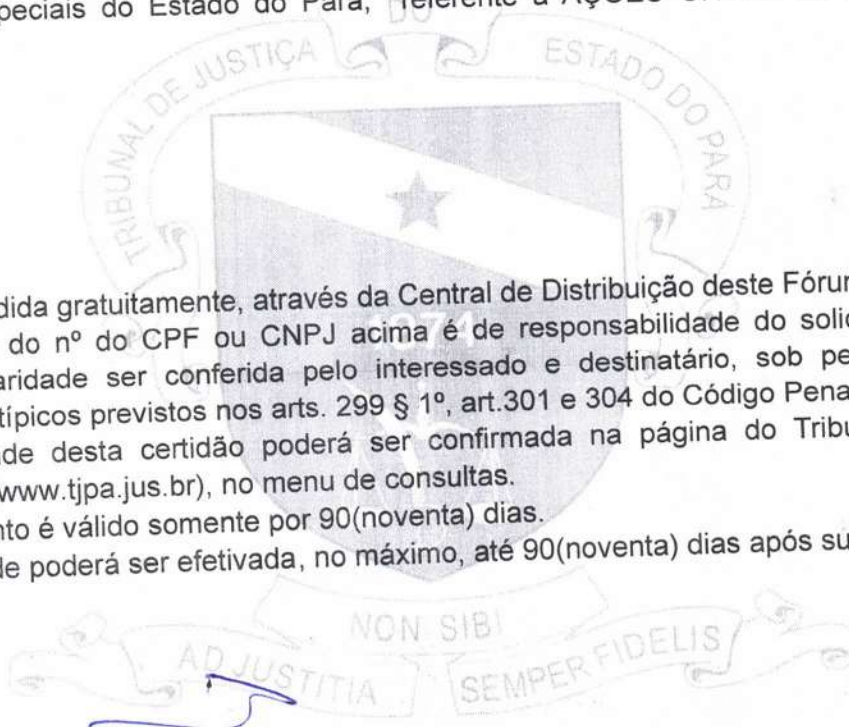 peciais do Estado do Pará,
DO
TRIBUNAL DE JUSTIÇA
ESTADO DO PARÁ
dida gratuitamente, através da Central de Distribuição deste Fórum
do nº do CPF ou CNPJ acima é de responsabilidade do solic
1874
aridade ser conferida pelo interessado e destinatário, sob pe
típicos previstos nos arts. 299 § 1º, art.301 e 304 do Código Pena
de desta certidão poderá ser confirmada na página do Tribu
www.tjpa.jus.br), no menu de consultas.
nto é válido somente por 90(noventa) dias.
de poderá ser efetivada, no máximo, até 90(noventa) dias após su
NON SIBI
AD JUSTITIA
SEMPER FIDELIS